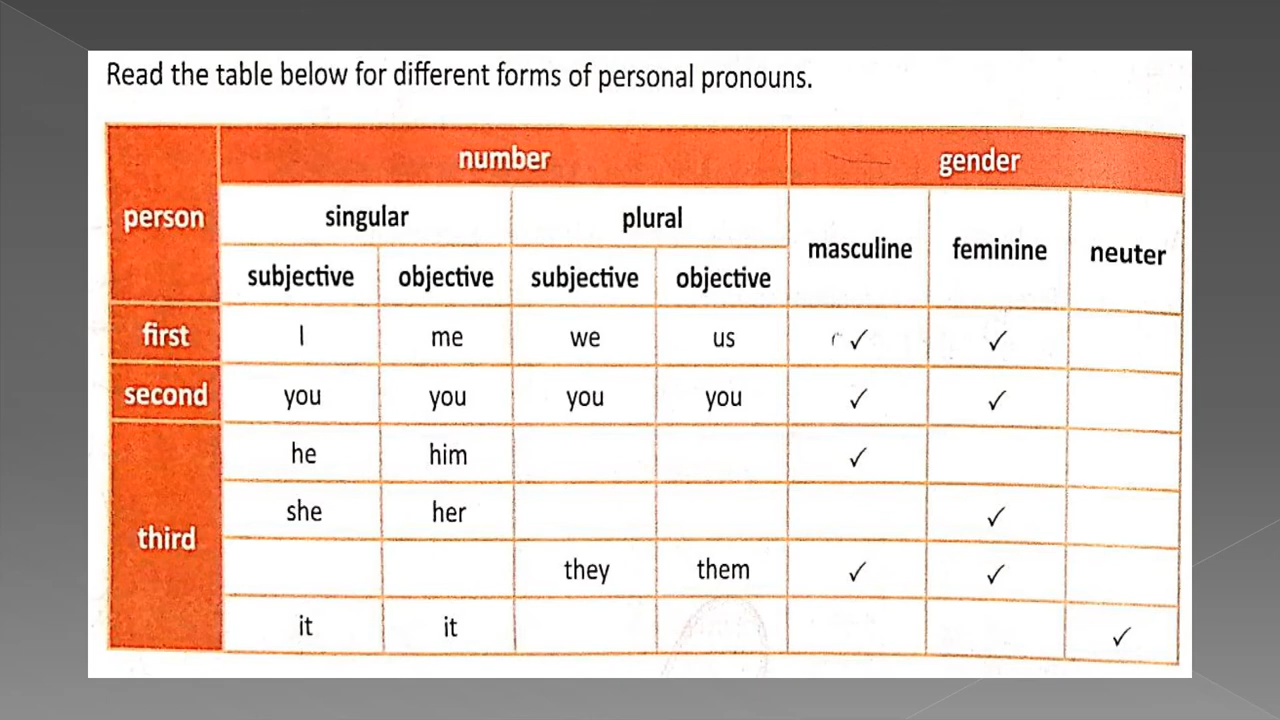 Read the table below for different forms of personal pronouns.
person number gender
singular plural masculine feminine neuter
subjective objective subjective objective
first I me we us ✓ ✓
second you you you you ✓ ✓
third he him ✓
she her ✓
they them ✓ ✓
it it ✓